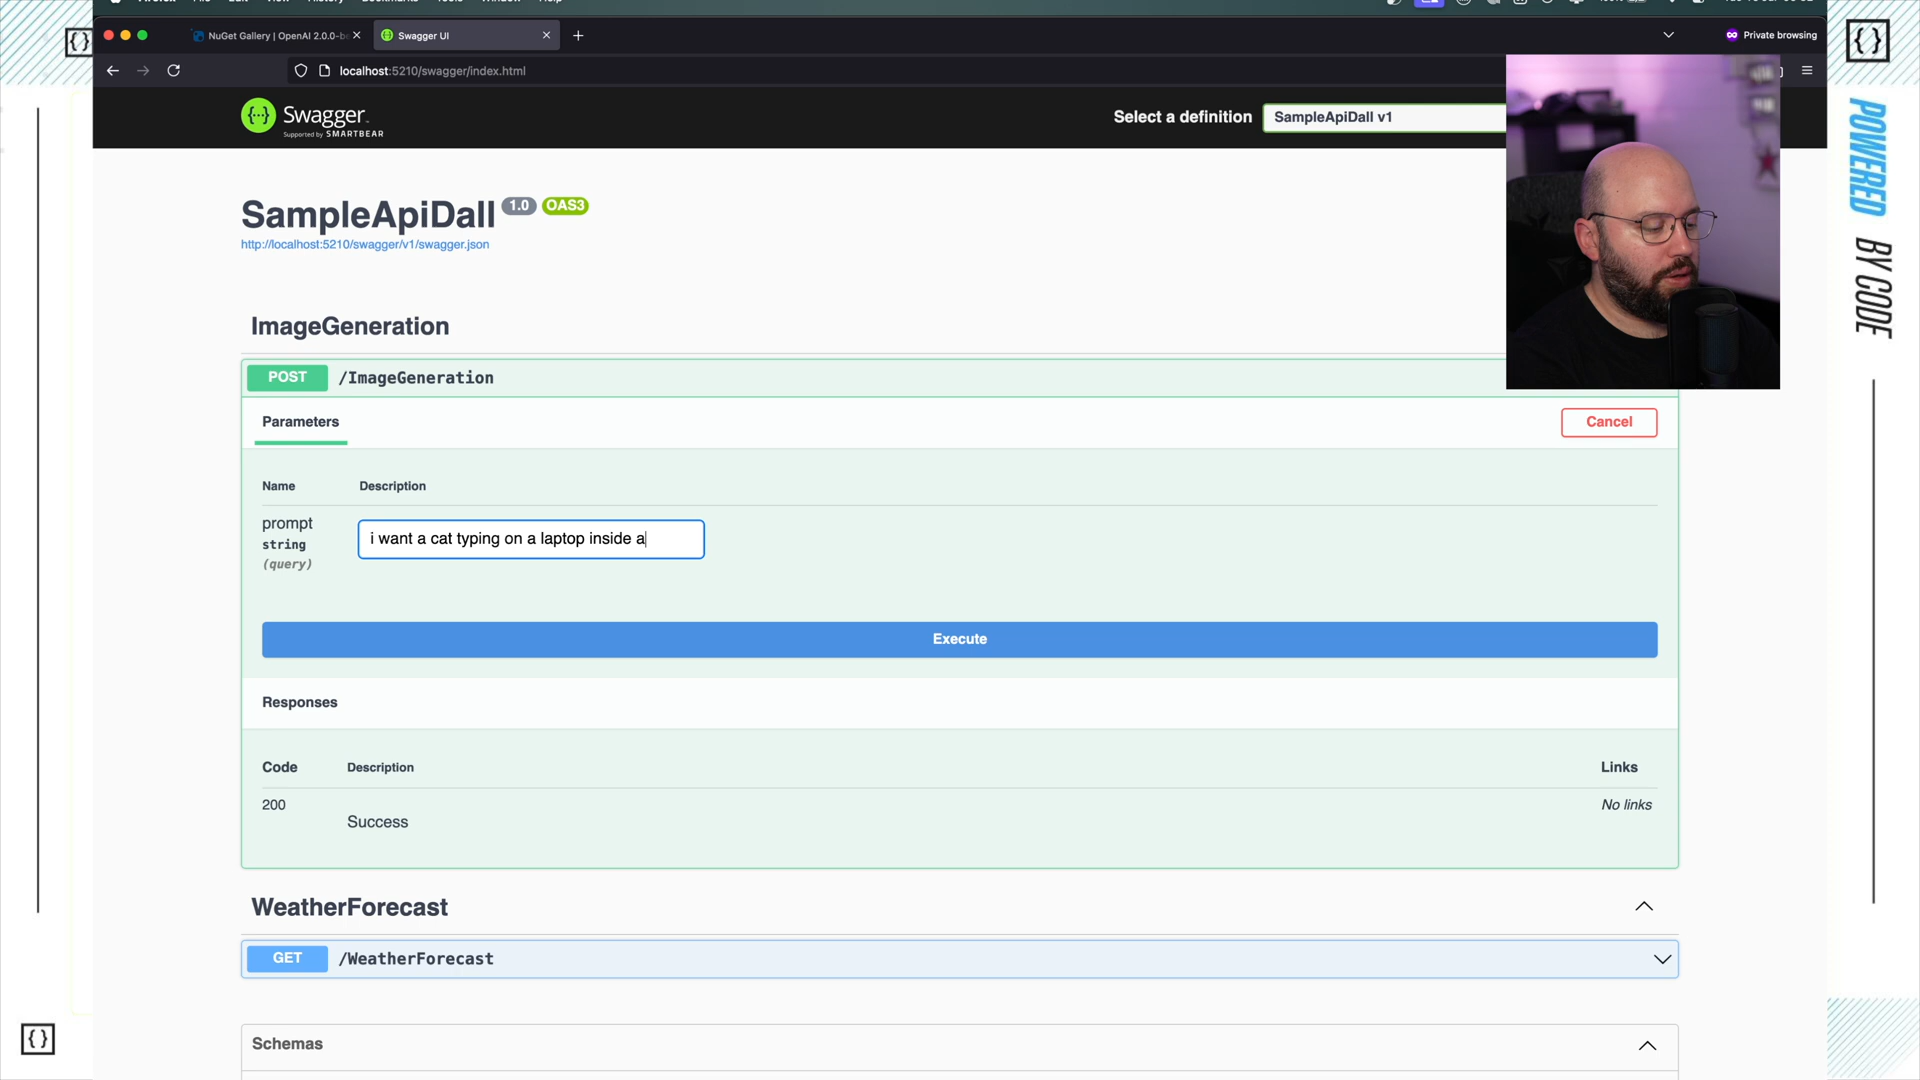 NuGet Gallery | OpenAI 2.0.0-be
Swagger UI
Private browsing
localhost:5210/swagger/index.html
{...} Swagger
Supported by SMARTBEAR
Select a definition
SampleApiDall v1
SampleApiDall 1.0 OAS3
http://localhost:5210/swagger/v1/swagger.json
ImageGeneration
POST /ImageGeneration
Parameters
Cancel
Name Description
prompt
string
(query)
i want a cat typing on a laptop inside a
Execute
Responses
Code Description Links
200 Success No links
WeatherForecast
GET /WeatherForecast
Schemas
POWERED BY CODE